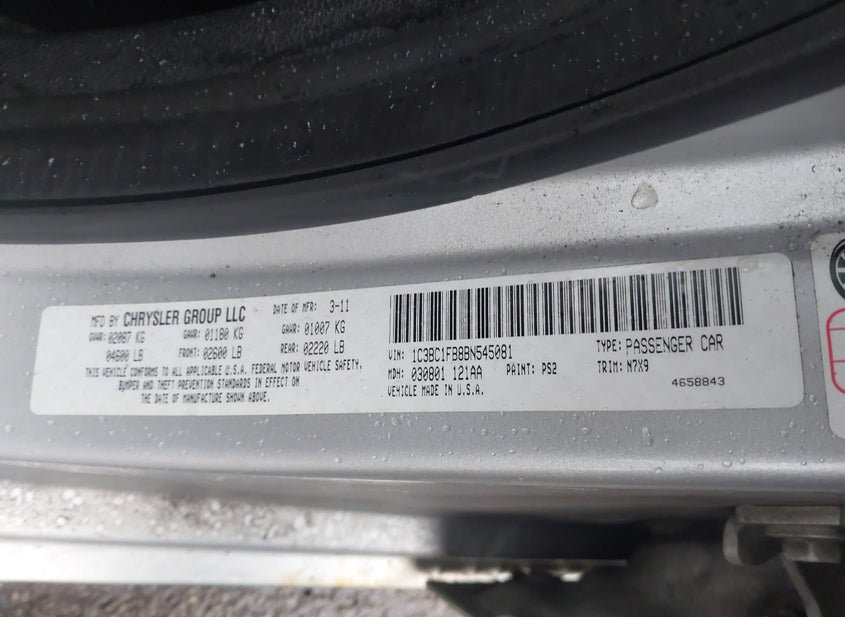 MFD BY CHRYSLER GROUP LLC DATE OF MFR: 3-11
GVWR: 02087 KG GAWR: 01180 KG GAWR: 01007 KG
04600 LB FRONT: 02600 LB REAR: 02220 LB
THIS VEHICLE CONFORMS TO ALL APPLICABLE U.S.A. FEDERAL MOTOR VEHICLE SAFETY,
BUMPER AND THEFT PREVENTION STANDARDS IN EFFECT ON
THE DATE OF MANUFACTURE SHOWN ABOVE.
VIN: 1C3BC1FB8BN545081 TYPE: PASSENGER CAR
MDH: 030801 121AA PAINT: PS2 TRIM: N7X9
VEHICLE MADE IN U.S.A. 4658843